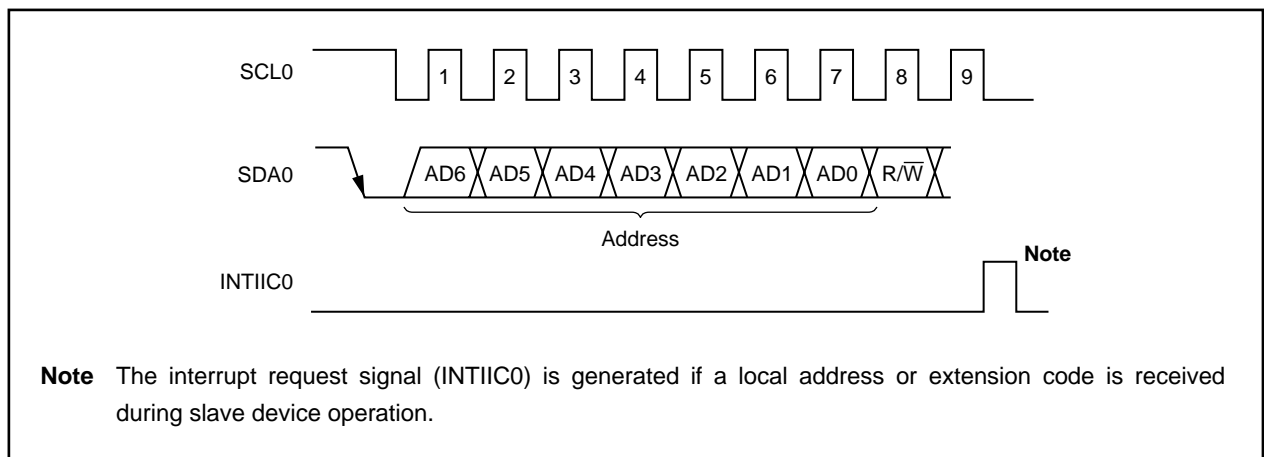 SCL0 1 2 3 4 5 6 7 8 9
SDA0 AD6 AD5 AD4 AD3 AD2 AD1 AD0 R/W̅
Address
Note
INTIIC0
Note The interrupt request signal (INTIIC0) is generated if a local address or extension code is received
during slave device operation.